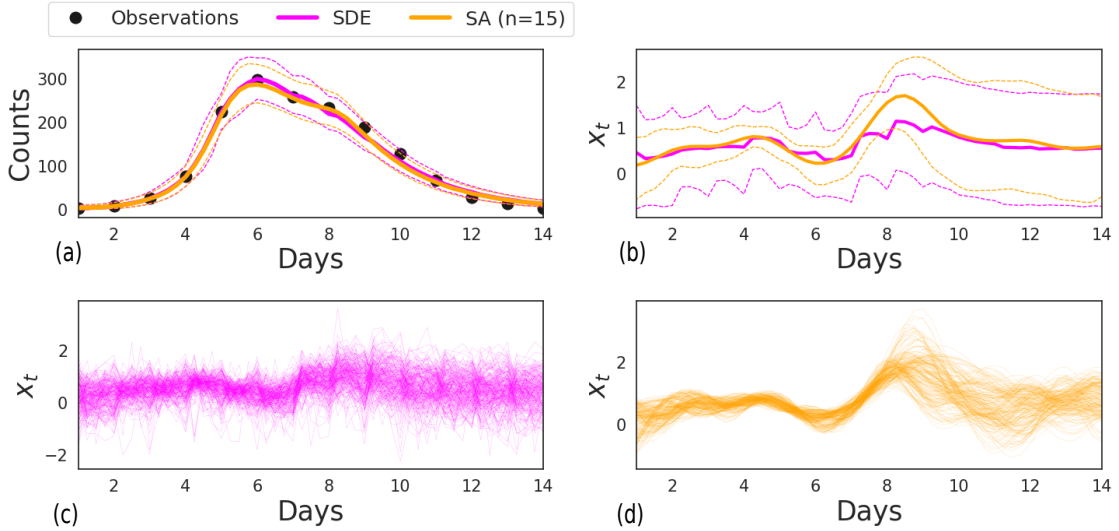 Observations SDE SA (n=15)
Counts
300
200
100
0
2 4 6 8 10 12 14
(a) Days
x_t
2
1
0
2 4 6 8 10 12 14
(b) Days
x_t
2
0
−2
2 4 6 8 10 12 14
(c) Days
x_t
2
0
2 4 6 8 10 12 14
(d) Days